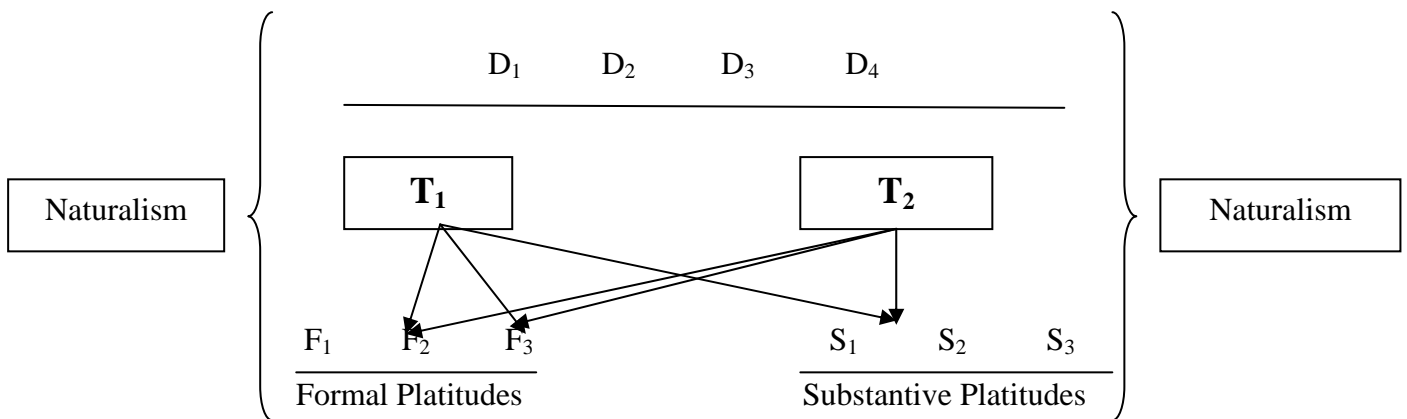 D₁ D₂ D₃ D₄
T₁ T₂
Naturalism Naturalism
F₁ F₂ F₃ S₁ S₂ S₃
Formal Platitudes Substantive Platitudes